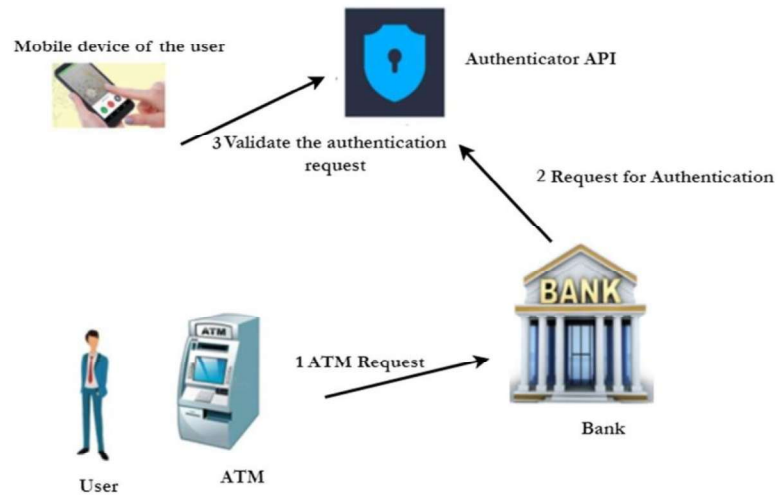 Mobile device of the user
Authenticator API
3 Validate the authentication
request
2 Request for Authentication
BANK
ATM
1 ATM Request
Bank
User
ATM